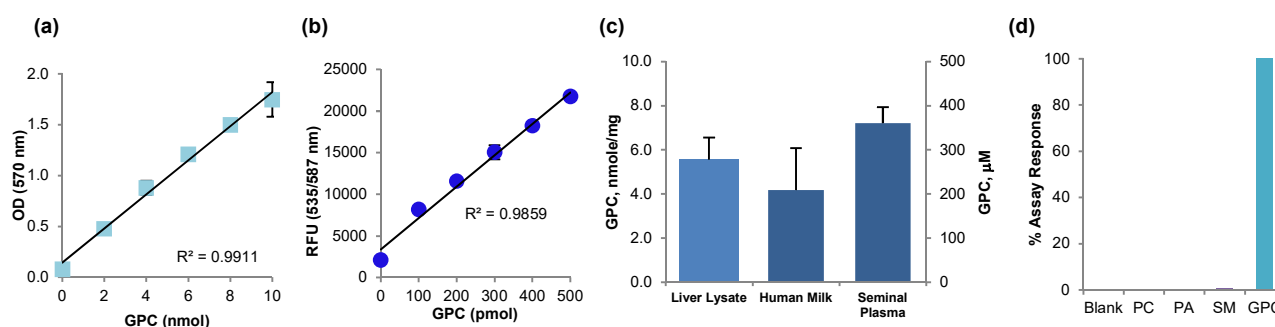 (a)
2.0
1.5
1.0
0.5
0.0
OD (570 nm)
R² = 0.9911
0 2 4 6 8 10
GPC (nmol)
(b)
25000
20000
15000
10000
5000
0
RFU (535/587 nm)
R² = 0.9859
0 100 200 300 400 500
GPC (pmol)
(c)
10.0
8.0
6.0
4.0
2.0
0.0
GPC, nmole/mg
500
400
300
200
100
0
GPC, µM
Liver Lysate Human Milk Seminal
Plasma
(d)
100
80
60
40
20
0
% Assay Response
Blank PC PA SM GPC